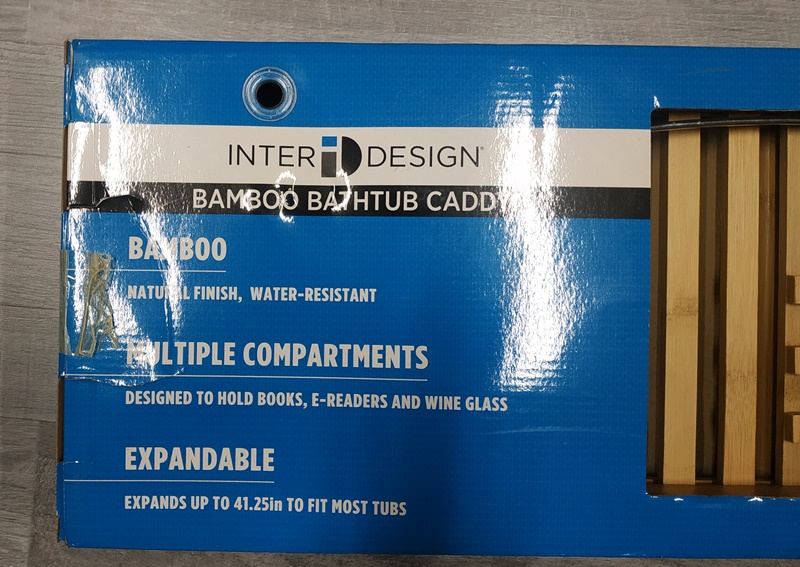 INTER iD DESIGN®
BAMBOO BATHTUB CADDY
BAMBOO
NATURAL FINISH, WATER-RESISTANT
MULTIPLE COMPARTMENTS
DESIGNED TO HOLD BOOKS, E-READERS AND WINE GLASS
EXPANDABLE
EXPANDS UP TO 41.25in TO FIT MOST TUBS